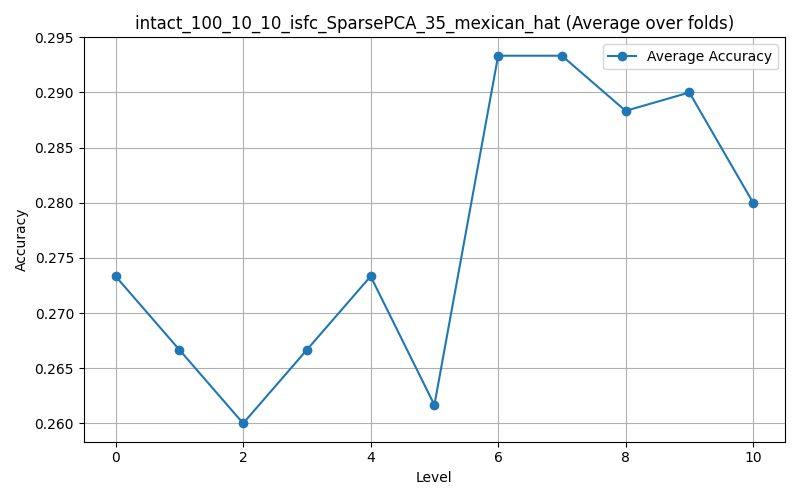 intact_100_10_10_isfc_SparsePCA_35_mexican_hat (Average over folds)
Average Accuracy
0.295
0.290
0.285
0.280
0.275
0.270
0.265
0.260
Accuracy
0 2 4 6 8 10
Level